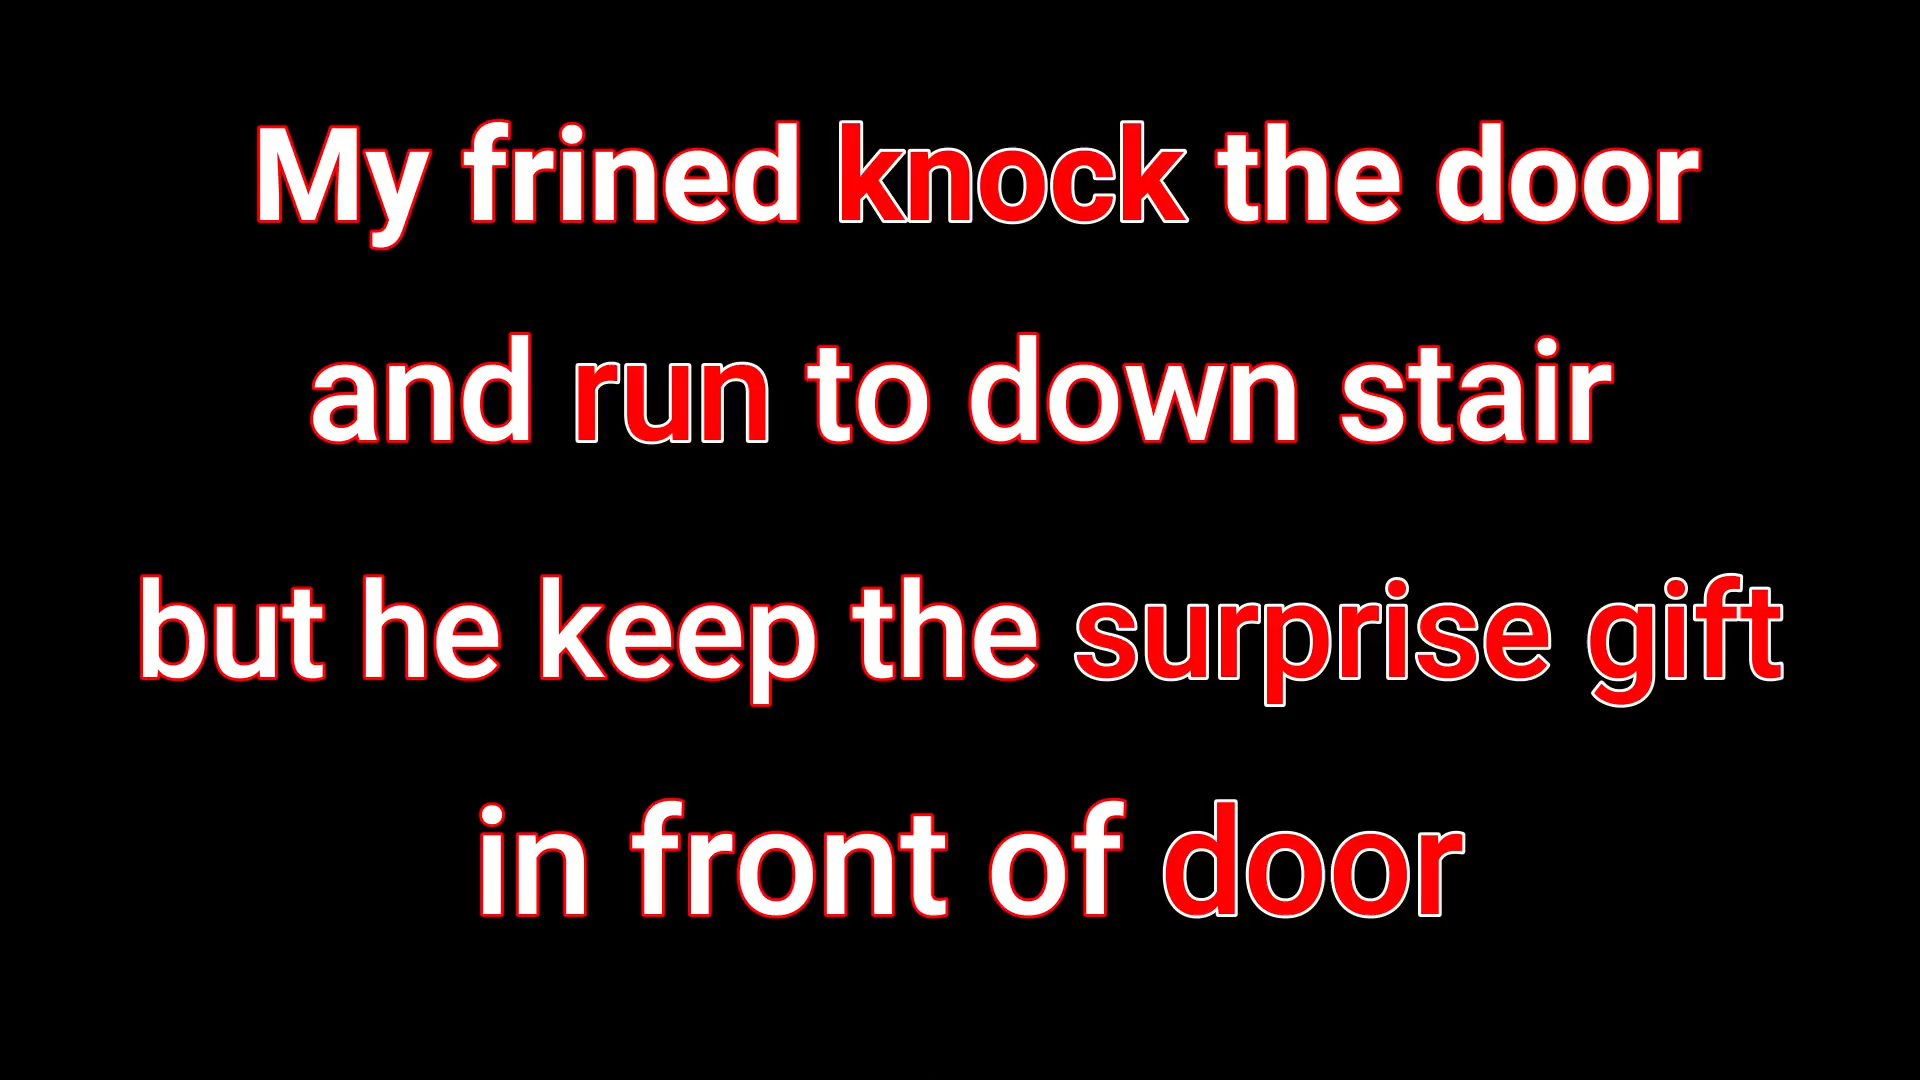 My frined knock the door
and run to down stair
but he keep the surprise gift
in front of door